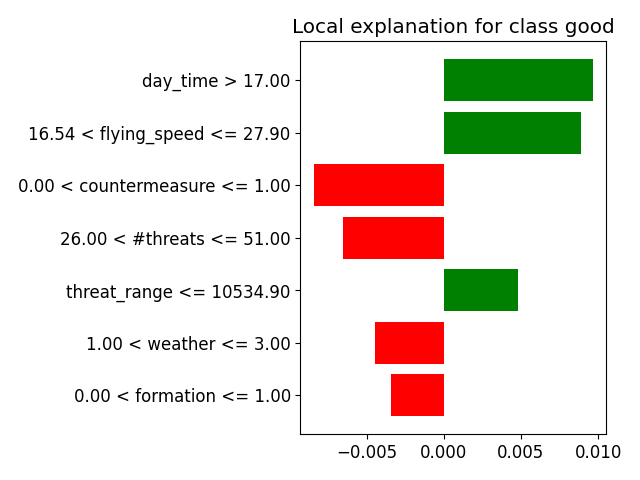 Local explanation for class good
day_time > 17.00
16.54 < flying_speed <= 27.90
0.00 < countermeasure <= 1.00
26.00 < #threats <= 51.00
threat_range <= 10534.90
1.00 < weather <= 3.00
0.00 < formation <= 1.00
−0.005 0.000 0.005 0.010